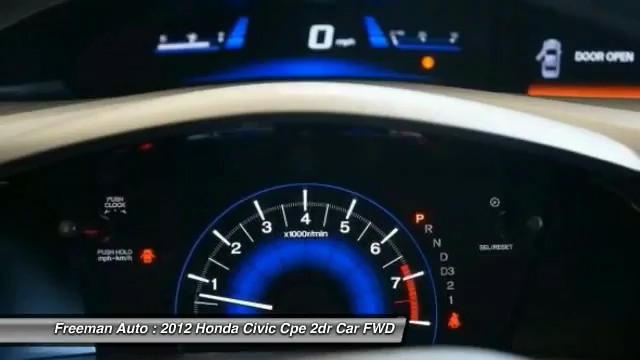 0 mph
DOOR OPEN
PUSH
CLOCK
PUSH HOLD
mph-km/h
1
2
3
4
5
6
7
x1000r/min
P
R
N
D
D3
2
1
SEL/RESET
Freeman Auto : 2012 Honda Civic Cpe 2dr Car FWD